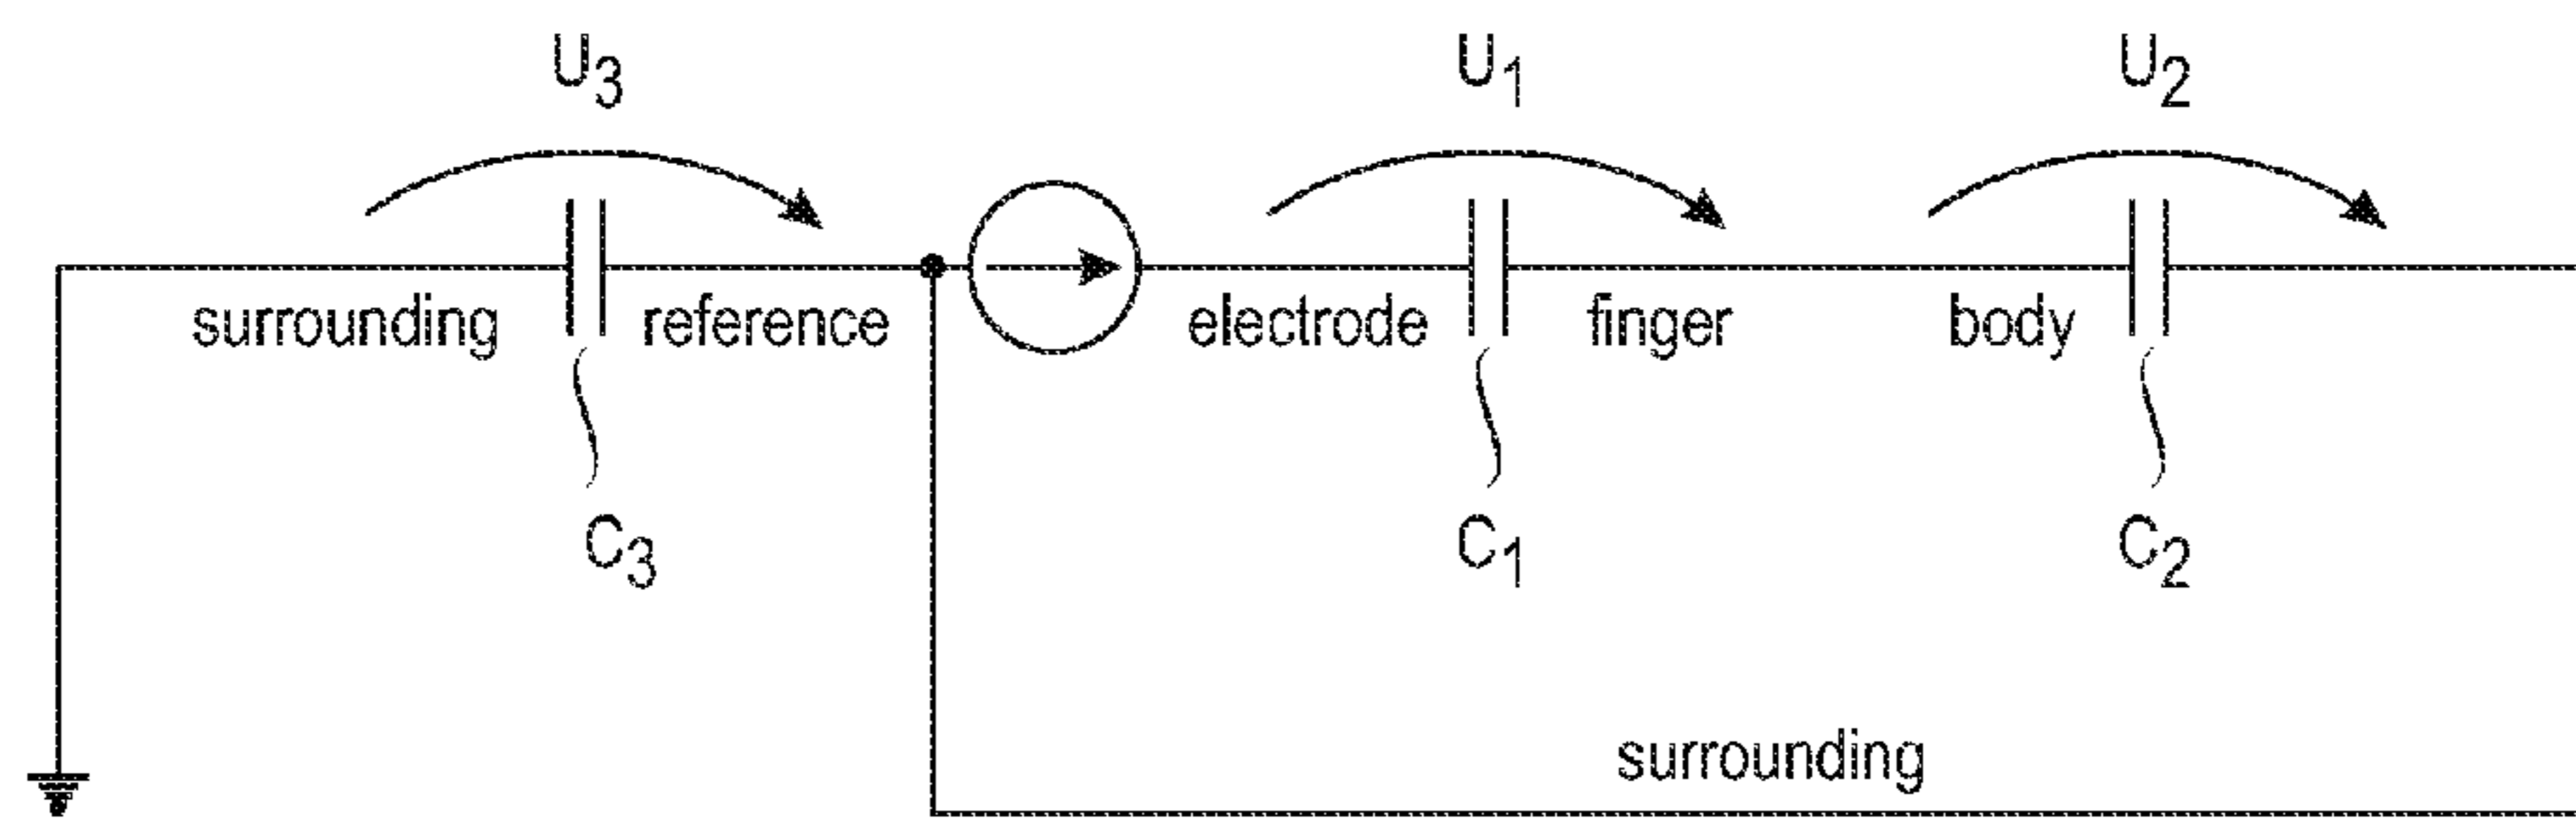 U₃ U₁ U₂
surrounding reference electrode finger body
C₃ C₁ C₂
surrounding